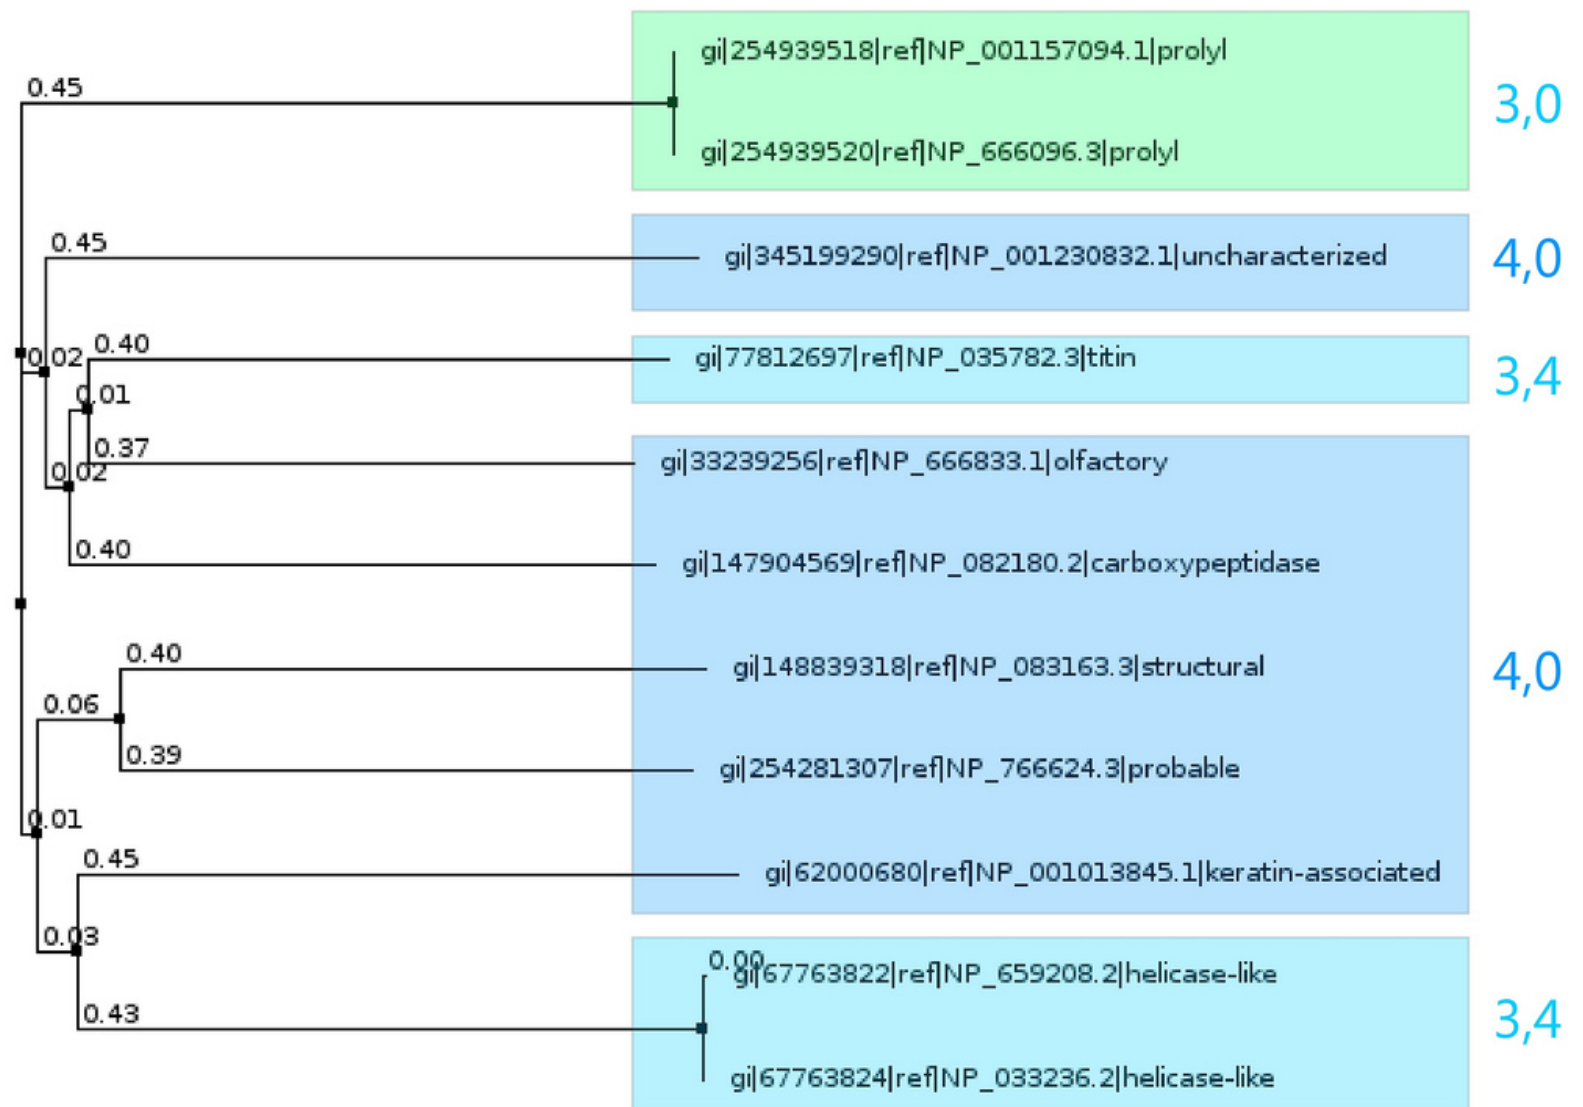 gi|254939518|ref|NP_001157094.1|prolyl
0.45
3,0
gi|254939520|ref|NP_666096.3|prolyl
0.45
gi|345199290|ref|NP_001230832.1|uncharacterized
4,0
0.40
0.02
gi|77812697|ref|NP_035782.3|titin
3,4
0.01
0.37
gi|33239256|ref|NP_666833.1|olfactory
0.02
0.40
gi|147904569|ref|NP_082180.2|carboxypeptidase
0.40
gi|148839318|ref|NP_083163.3|structural
4,0
0.06
0.39
gi|254281307|ref|NP_766624.3|probable
0.01
0.45
gi|62000680|ref|NP_001013845.1|keratin-associated
0.03
0.00
gi|67763822|ref|NP_659208.2|helicase-like
0.43
3,4
gi|67763824|ref|NP_033236.2|helicase-like